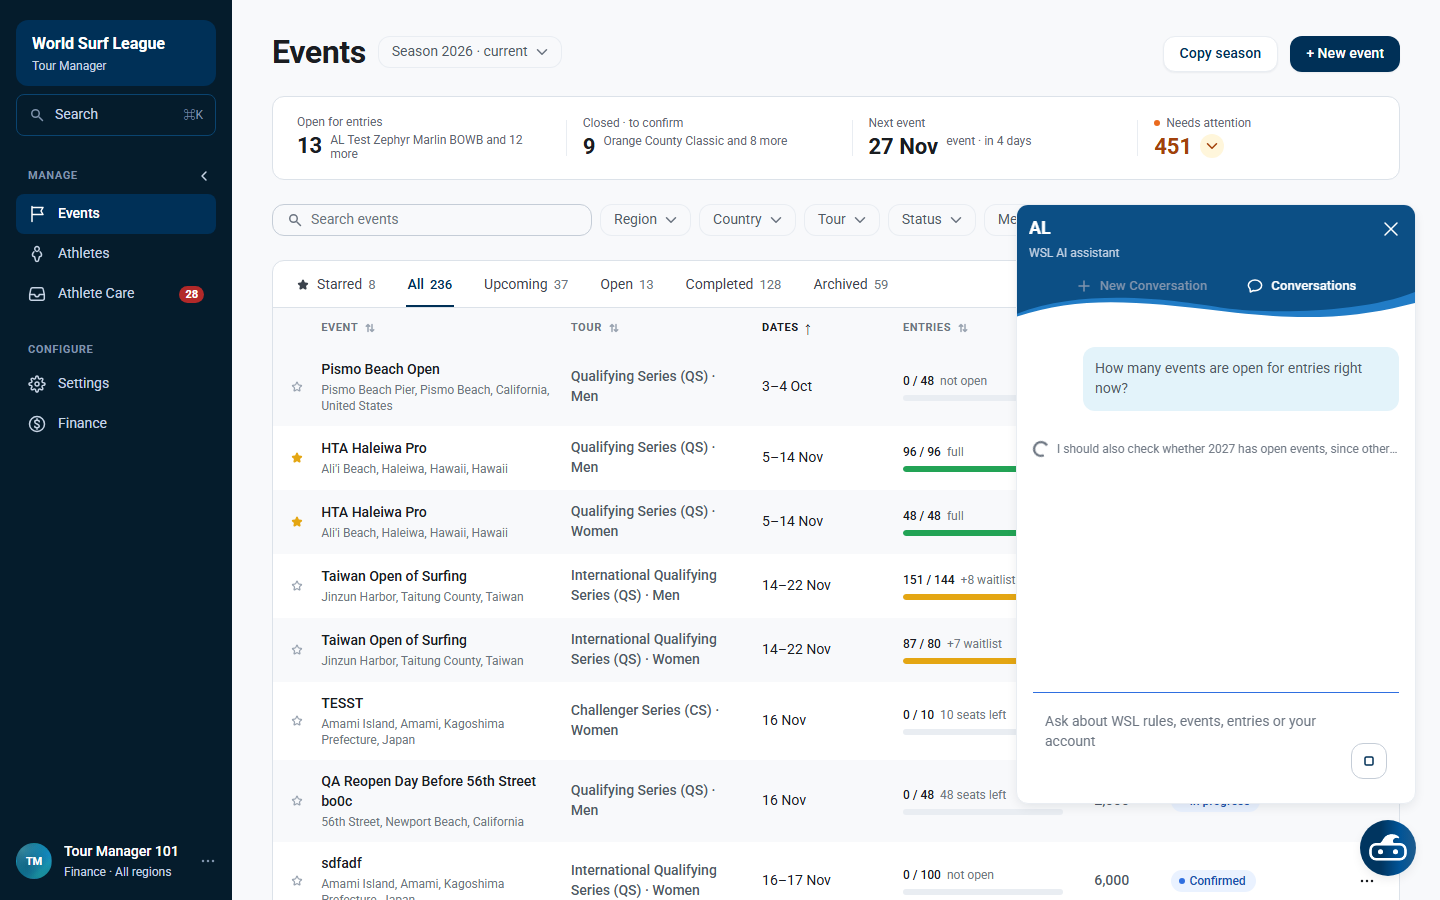 World Surf League
Tour Manager
Search ⌘K
MANAGE
Events
Athletes
Athlete Care 28
CONFIGURE
Settings
Finance
TM
Tour Manager 101
Finance · All regions
Events
Season 2026 · current
Copy season
+ New event
Open for entries
13 AL Test Zephyr Marlin BOWB and 12
more
Closed · to confirm
9 Orange County Classic and 8 more
Next event
27 Nov event · in 4 days
Needs attention
451
Search events
Region
Country
Tour
Status
Me
Starred 8
All 236
Upcoming 37
Open 13
Completed 128
Archived 59
EVENT
TOUR
DATES ↑
ENTRIES
Pismo Beach Open
Pismo Beach Pier, Pismo Beach, California,
United States
Qualifying Series (QS) ·
Men
3–4 Oct
0 / 48 not open
HTA Haleiwa Pro
Ali'i Beach, Haleiwa, Hawaii, Hawaii
Qualifying Series (QS) ·
Men
5–14 Nov
96 / 96 full
HTA Haleiwa Pro
Ali'i Beach, Haleiwa, Hawaii, Hawaii
Qualifying Series (QS) ·
Women
5–14 Nov
48 / 48 full
Taiwan Open of Surfing
Jinzun Harbor, Taitung County, Taiwan
International Qualifying
Series (QS) · Men
14–22 Nov
151 / 144 +8 waitlist
Taiwan Open of Surfing
Jinzun Harbor, Taitung County, Taiwan
International Qualifying
Series (QS) · Women
14–22 Nov
87 / 80 +7 waitlist
TESST
Amami Island, Amami, Kagoshima
Prefecture, Japan
Challenger Series (CS) ·
Women
16 Nov
0 / 10 10 seats left
QA Reopen Day Before 56th Street
bo0c
56th Street, Newport Beach, California
Qualifying Series (QS) ·
Men
16 Nov
0 / 48 48 seats left
sdfadf
Amami Island, Amami, Kagoshima
Prefecture, Japan
International Qualifying
Series (QS) · Women
16–17 Nov
0 / 100 not open
6,000
Confirmed
AL
WSL AI assistant
New Conversation
Conversations
How many events are open for entries right
now?
I should also check whether 2027 has open events, since other...
Ask about WSL rules, events, entries or your
account